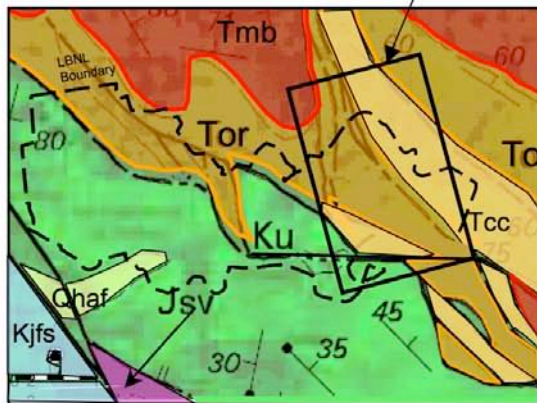 Tmb
60
LBNL
Boundary
80
Tor
To
Tcc
75
Ku
Qhaf
Jsv
Kjfs
45
35
30